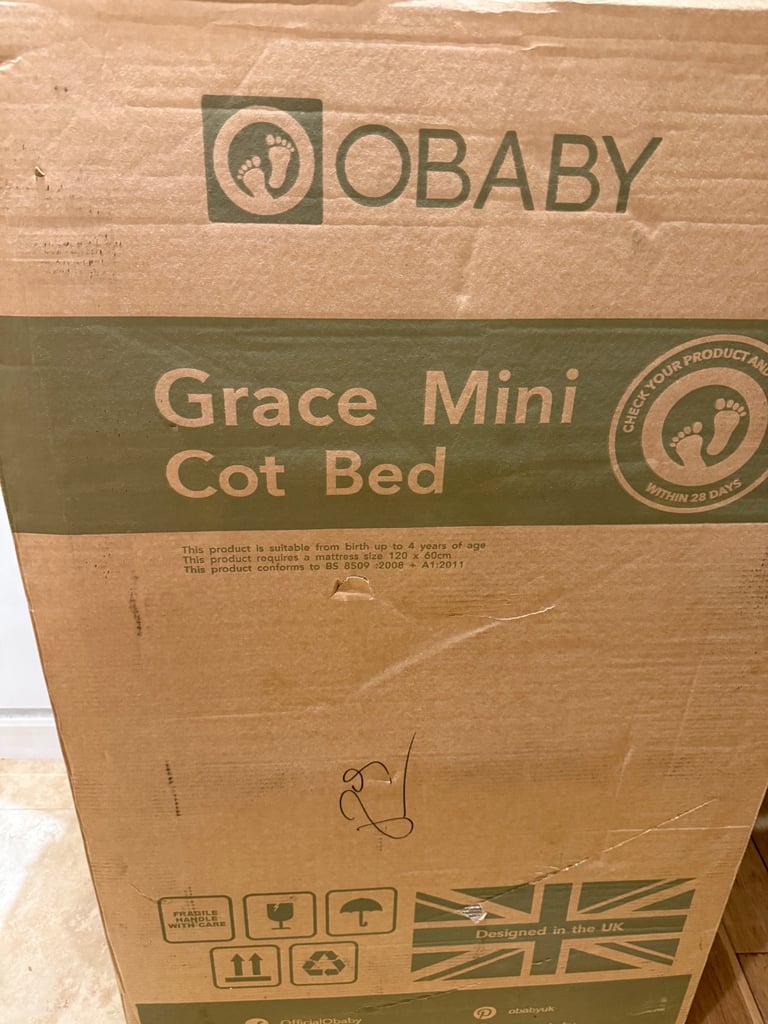 OBABY
Grace Mini
Cot Bed
CHECK YOUR PRODUCT AND
WITHIN 28 DAYS
This product is suitable from birth up to 4 years of age
This product requires a mattress size 120 x 60cm
This product conforms to BS 8509 :2008 + A1:2011
FRAGILE
HANDLE
WITH CARE
Designed in the UK
OfficialObaby
obabyuk